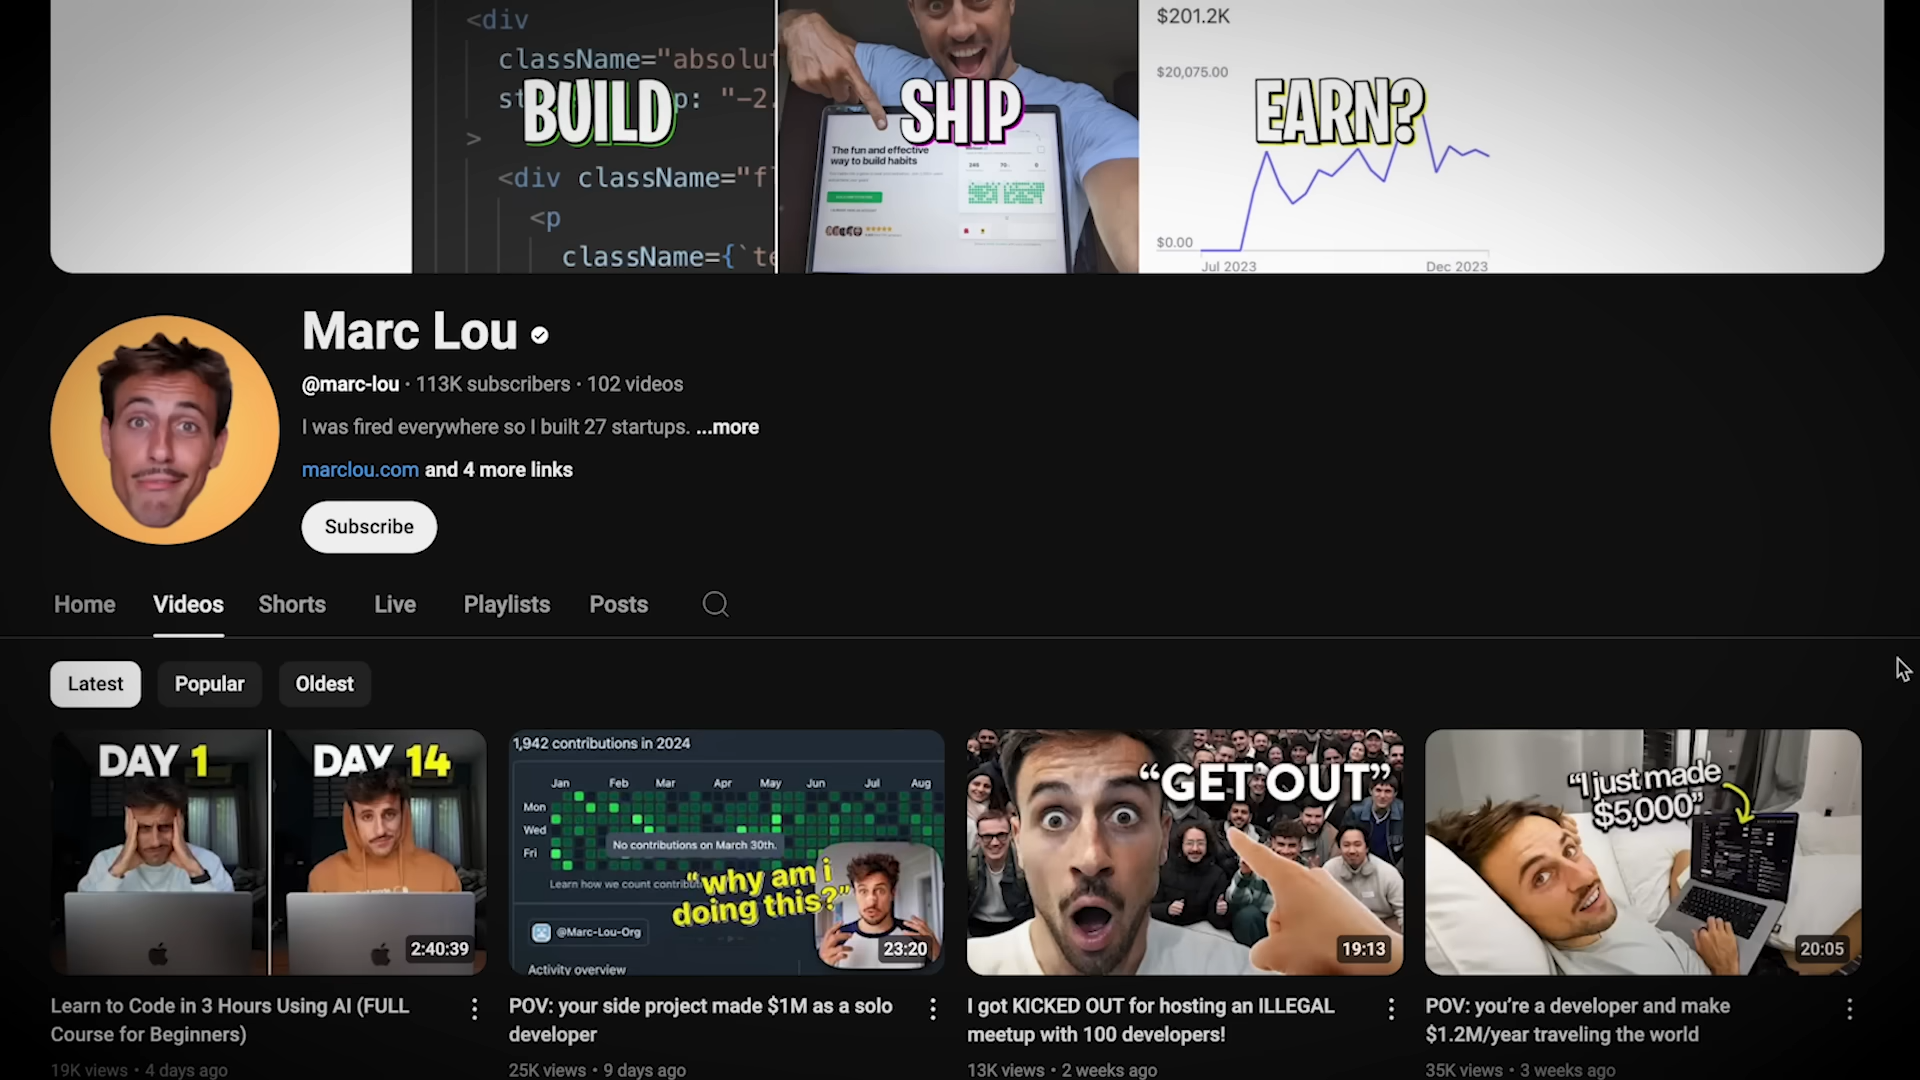 <div
className="absolut
st
p: "-2.
>
<div className="f
<p
className={`te
BUILD
SHIP
The fun and effective
way to build habits
$201.2K
$20,075.00
EARN?
$0.00
Jul 2023
Dec 2023
Marc Lou
@marc-lou · 113K subscribers · 102 videos
I was fired everywhere so I built 27 startups. ...more
marclou.com and 4 more links
Subscribe
Home
Videos
Shorts
Live
Playlists
Posts
Latest
Popular
Oldest
DAY 1
DAY 14
2:40:39
Learn to Code in 3 Hours Using AI (FULL
Course for Beginners)
19K views • 4 days ago
1,942 contributions in 2024
Jan Feb Mar Apr May Jun Jul Aug
Mon
Wed
Fri
No contributions on March 30th.
Learn how we count contribut
"why am i
doing this?"
@Marc-Lou-Org
Activity overview
23:20
POV: your side project made $1M as a solo
developer
25K views • 9 days ago
"GET OUT"
19:13
I got KICKED OUT for hosting an ILLEGAL
meetup with 100 developers!
13K views • 2 weeks ago
"I just made
$5,000"
20:05
POV: you're a developer and make
$1.2M/year traveling the world
35K views • 3 weeks ago